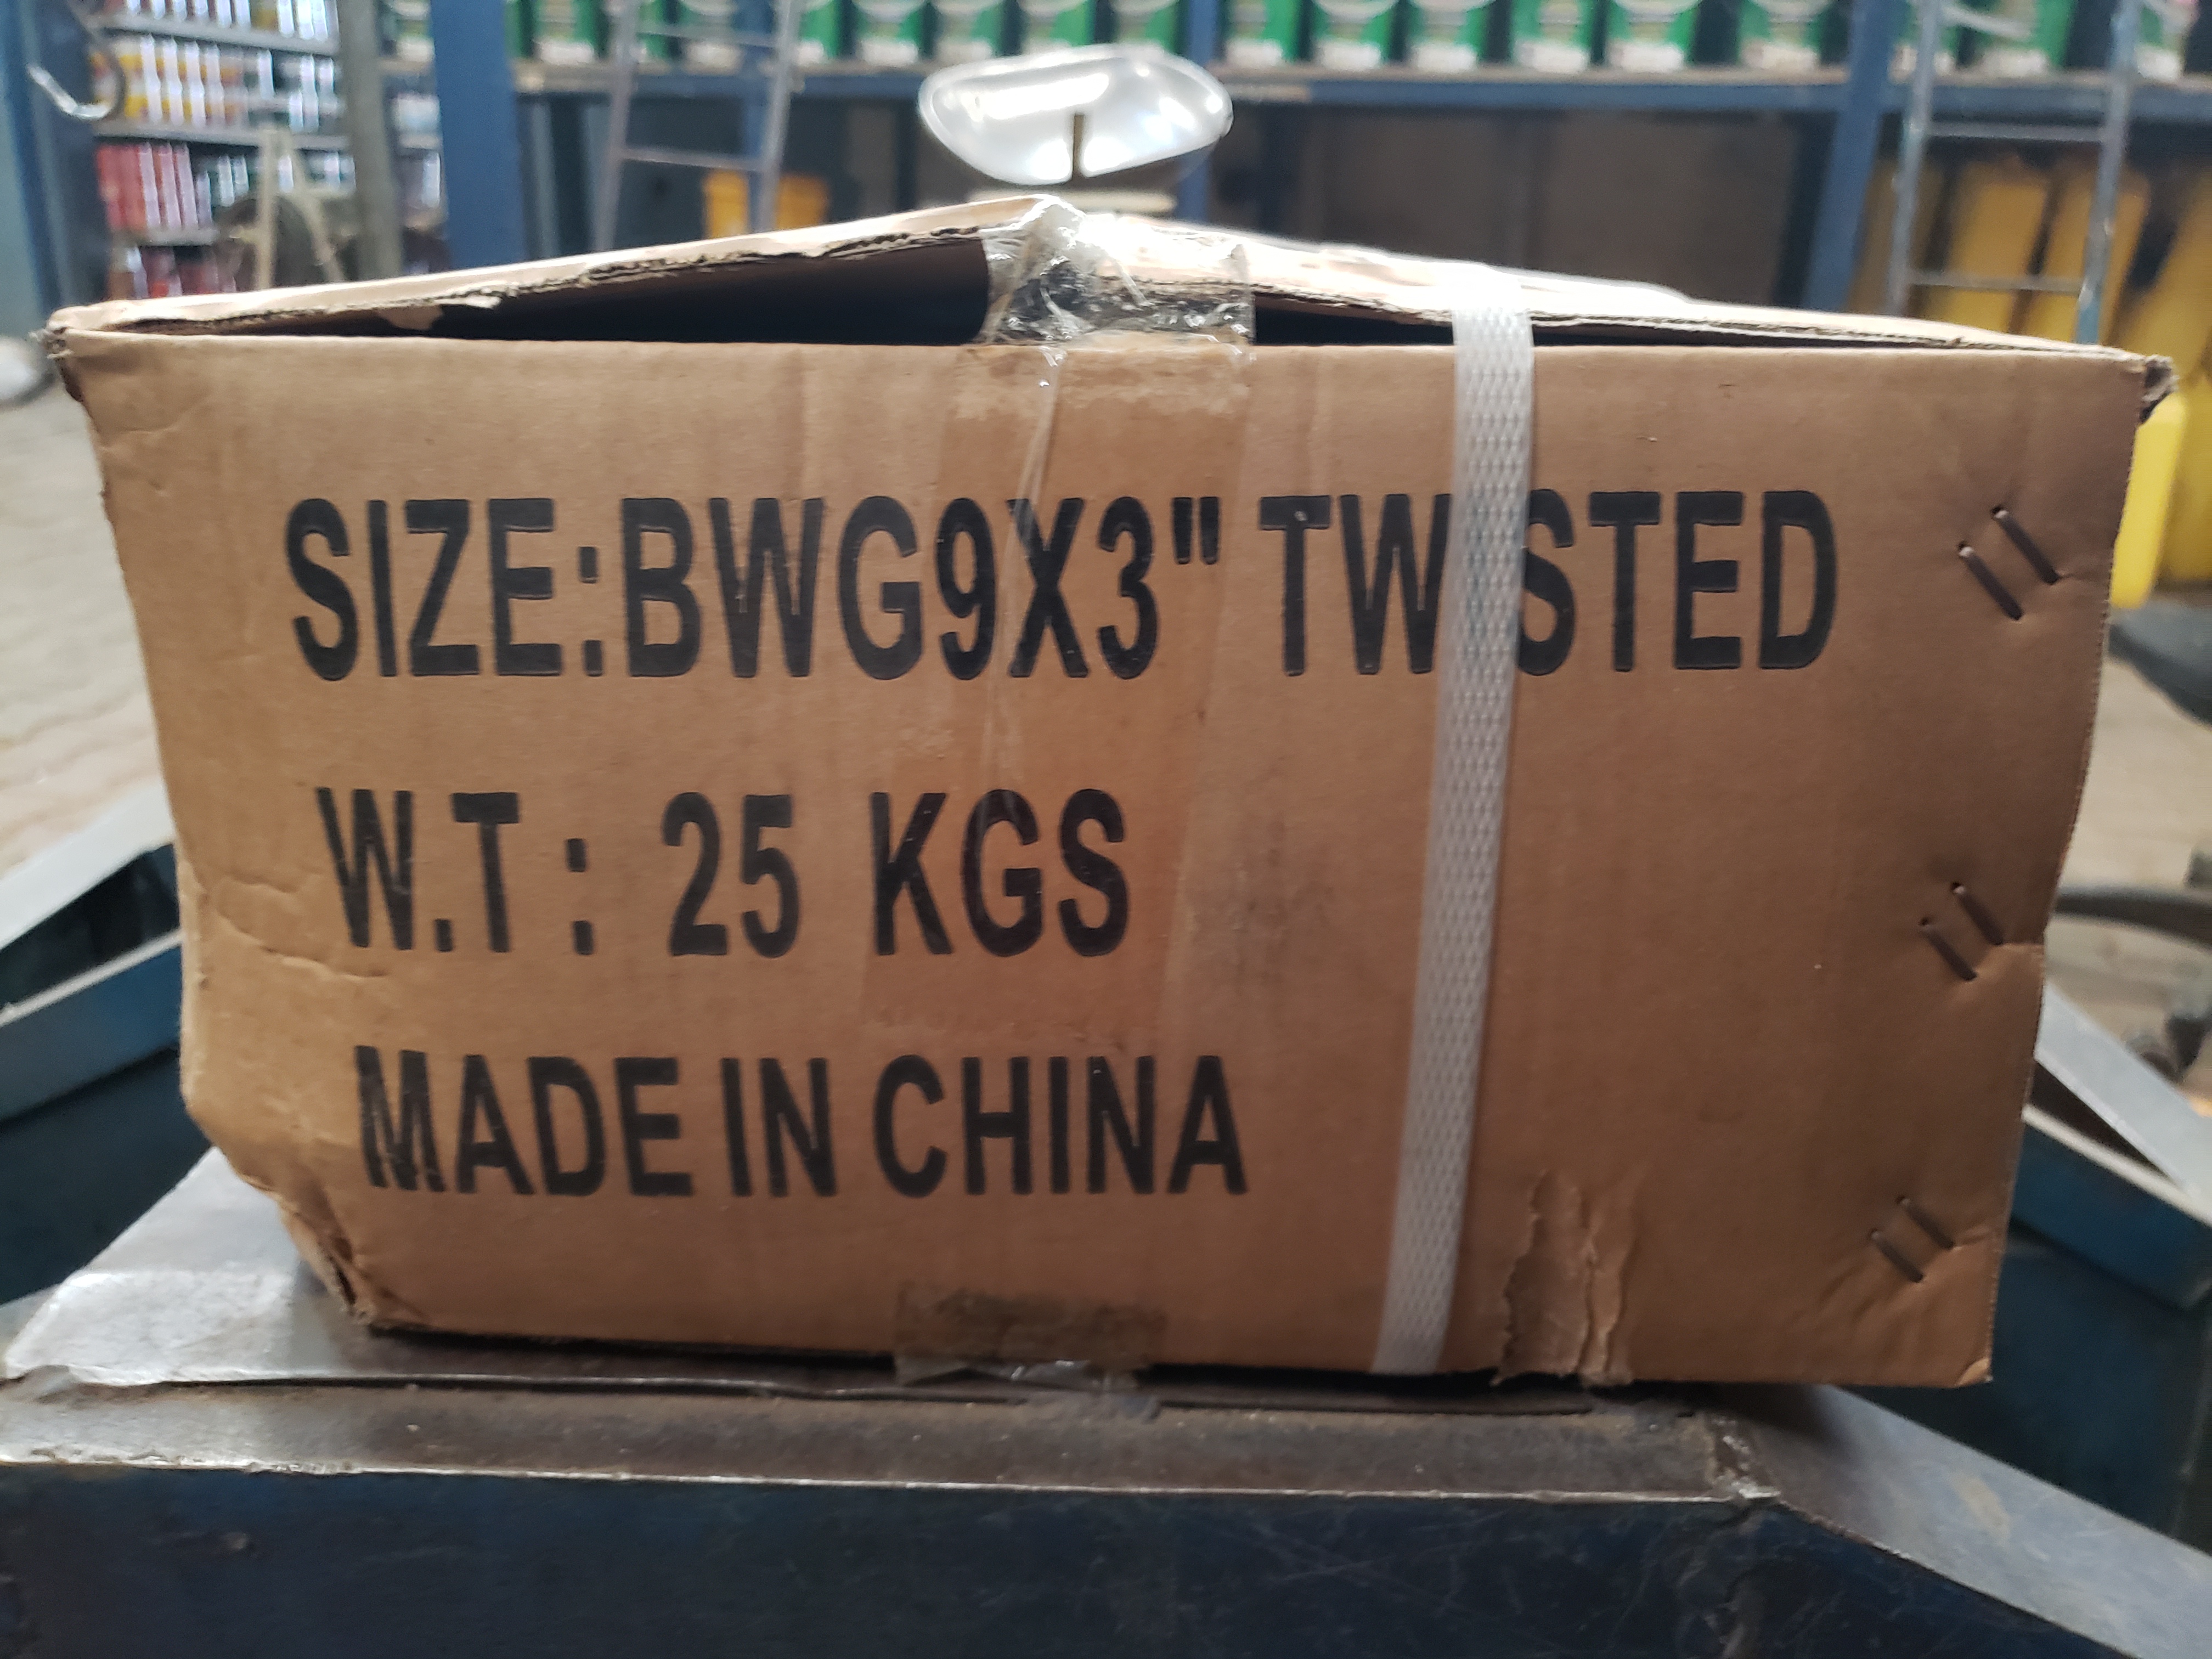 SIZE:BWG9X3" TWISTED
W.T : 25 KGS
MADE IN CHINA